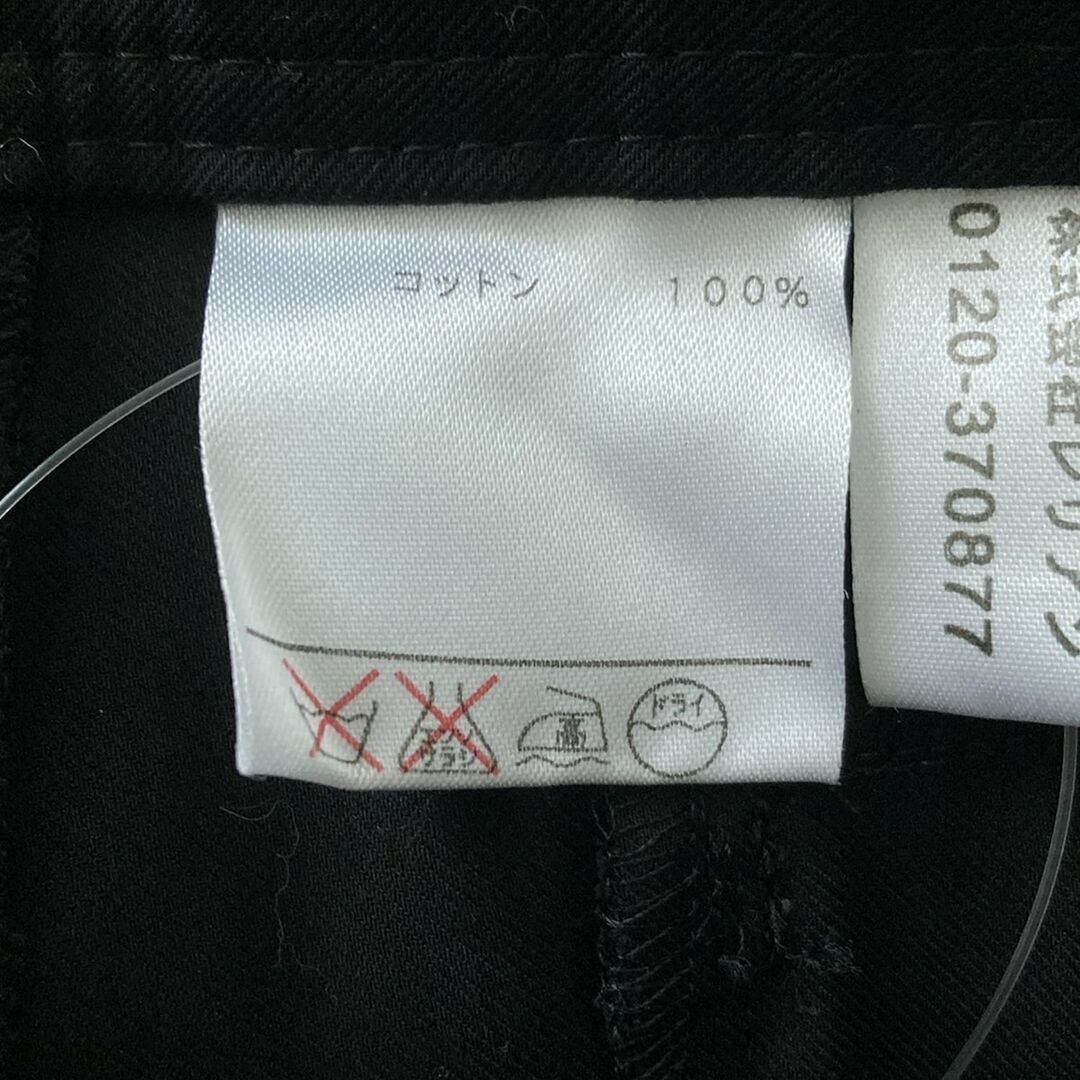 コットン 100%
エンソ
サラシ
高
ドライ
株式会社レリアン
0120-370877